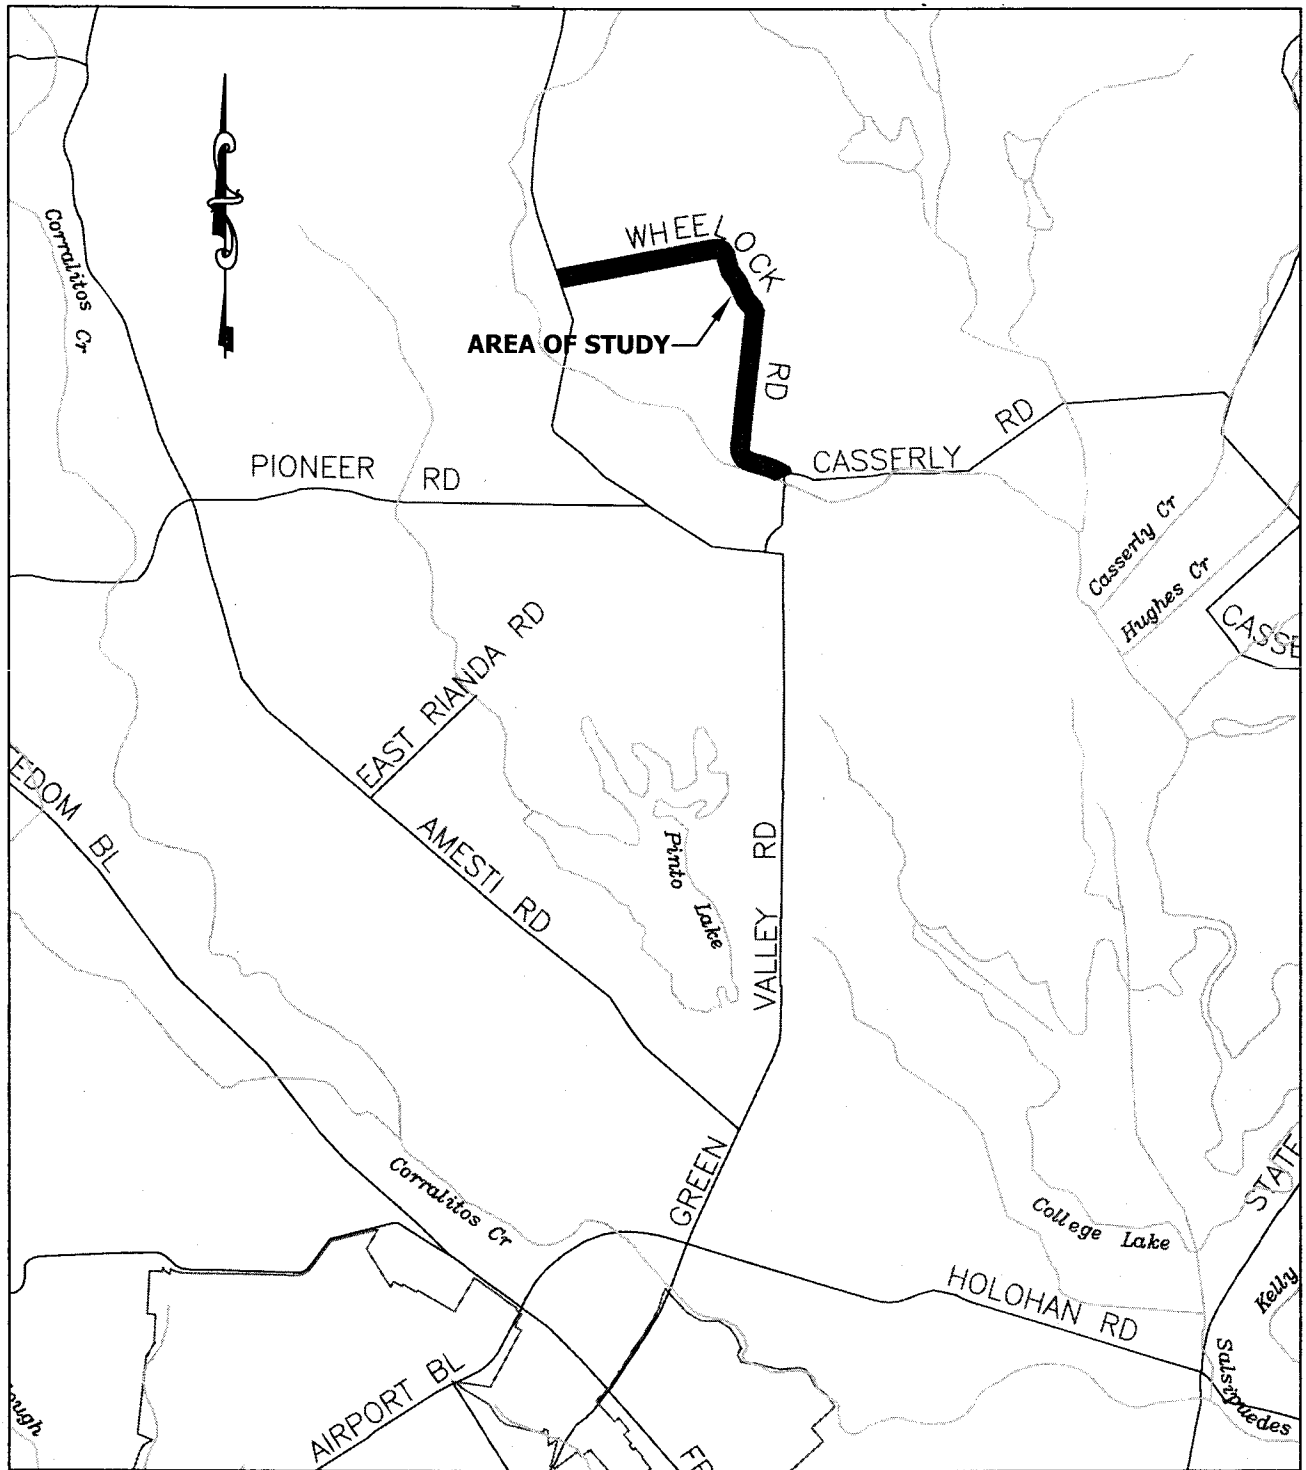 WHEELOCK RD
AREA OF STUDY
Corralitos Cr
PIONEER RD
CASSERLY RD
Casserly Cr
Hughes Cr
CASSE
EAST RIANDA RD
EDOM BL
AMESTI RD
Pinto Lake
GREEN VALLEY RD
Corralitos Cr
College Lake
STATE
HOLOHAN RD
Kelly
Salsipuedes
AIRPORT BL
ough
FR